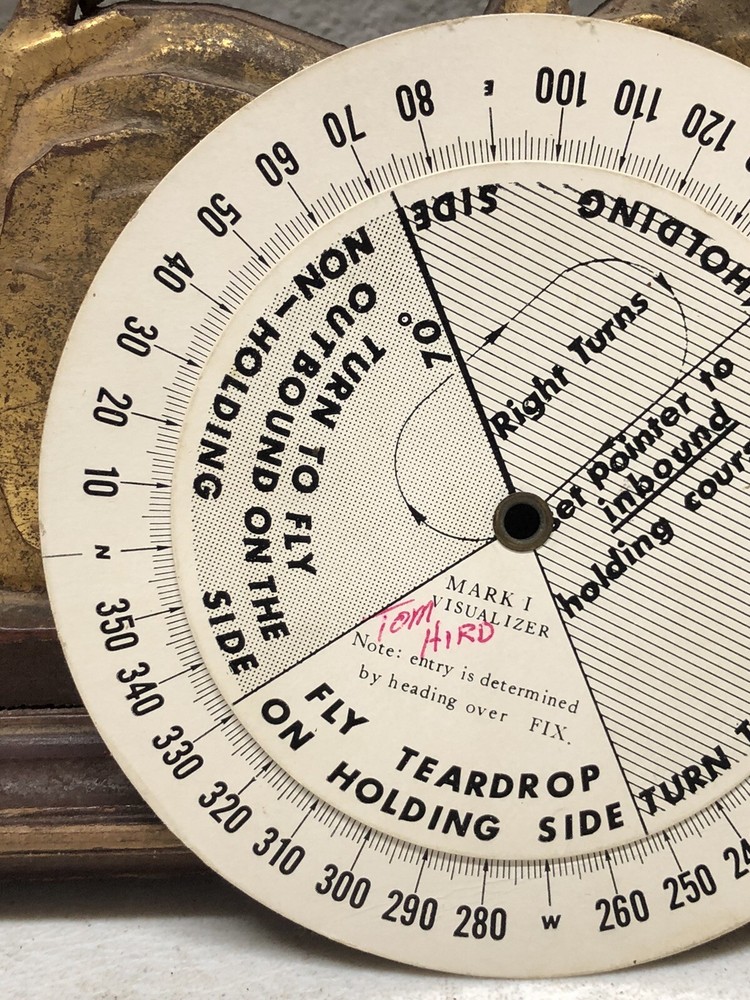 10
20
30
40
50
60
70
80
E
100
110
120
N
350
340
330
320
310
300
290
280
W
260
250
HOLDING SIDE
Right Turns
70°
NON-HOLDING SIDE
TURN TO FLY
OUTBOUND ON THE
pointer to
inbound
holding
MARK I
VISUALIZER
TOM
HIRD
Note: entry is determined
by heading over FIX.
FLY TEARDROP
ON HOLDING SIDE
TURN